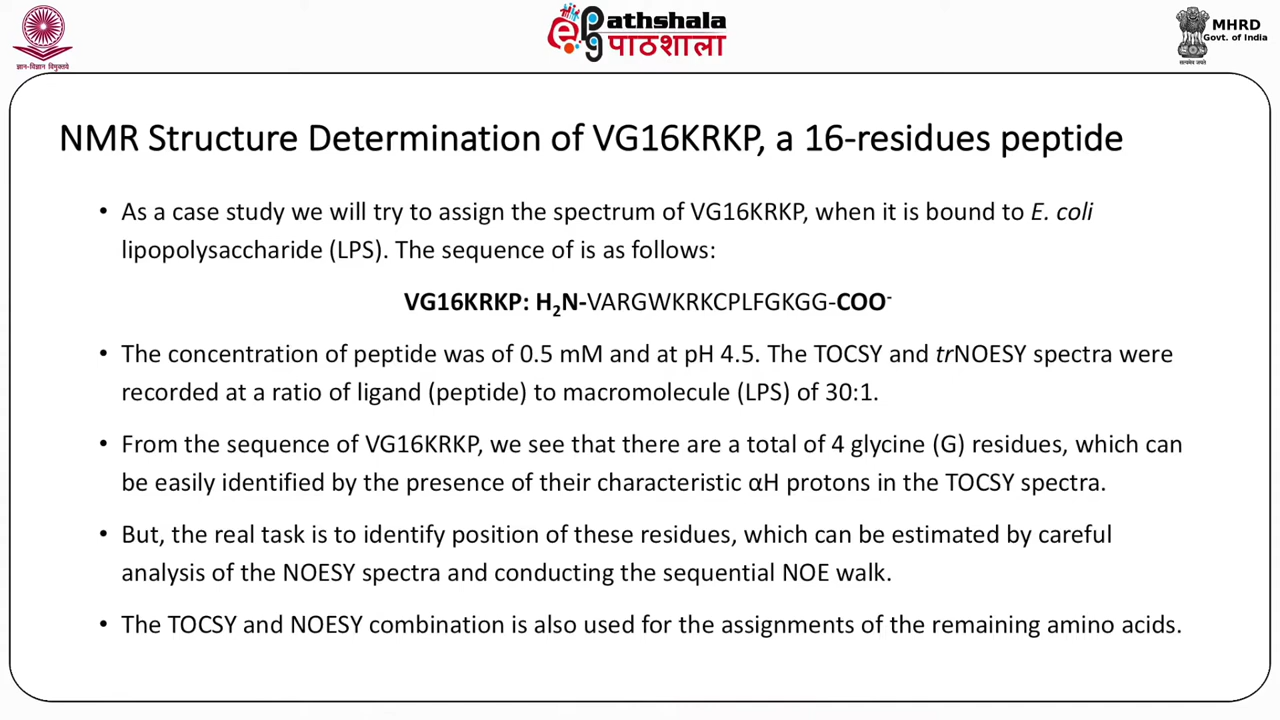 ज्ञान-विज्ञान विमुक्तये
ePG Pathshala
पाठशाला
MHRD
Govt. of India
सत्यमेव जयते
NMR Structure Determination of VG16KRKP, a 16-residues peptide
• As a case study we will try to assign the spectrum of VG16KRKP, when it is bound to E. coli
lipopolysaccharide (LPS). The sequence of is as follows:
VG16KRKP: H₂N-VARGWKRKCPLFGKGG-COO⁻
• The concentration of peptide was of 0.5 mM and at pH 4.5. The TOCSY and trNOESY spectra were
recorded at a ratio of ligand (peptide) to macromolecule (LPS) of 30:1.
• From the sequence of VG16KRKP, we see that there are a total of 4 glycine (G) residues, which can
be easily identified by the presence of their characteristic αH protons in the TOCSY spectra.
• But, the real task is to identify position of these residues, which can be estimated by careful
analysis of the NOESY spectra and conducting the sequential NOE walk.
• The TOCSY and NOESY combination is also used for the assignments of the remaining amino acids.